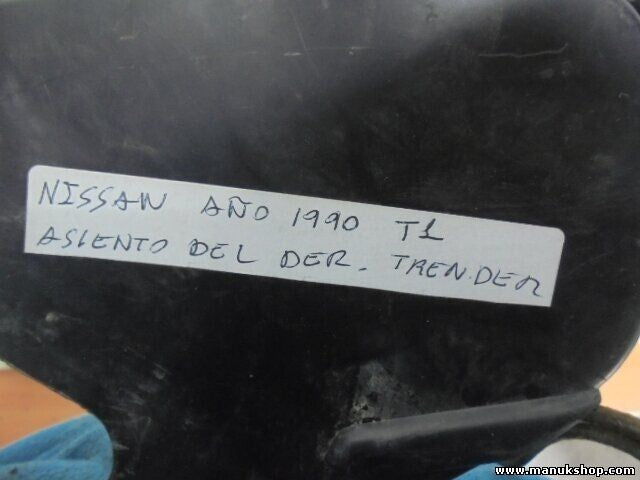 NISSAN AÑO 1990 T1
ASIENTO DEL DER. TREN.DER
www.manukshop.com